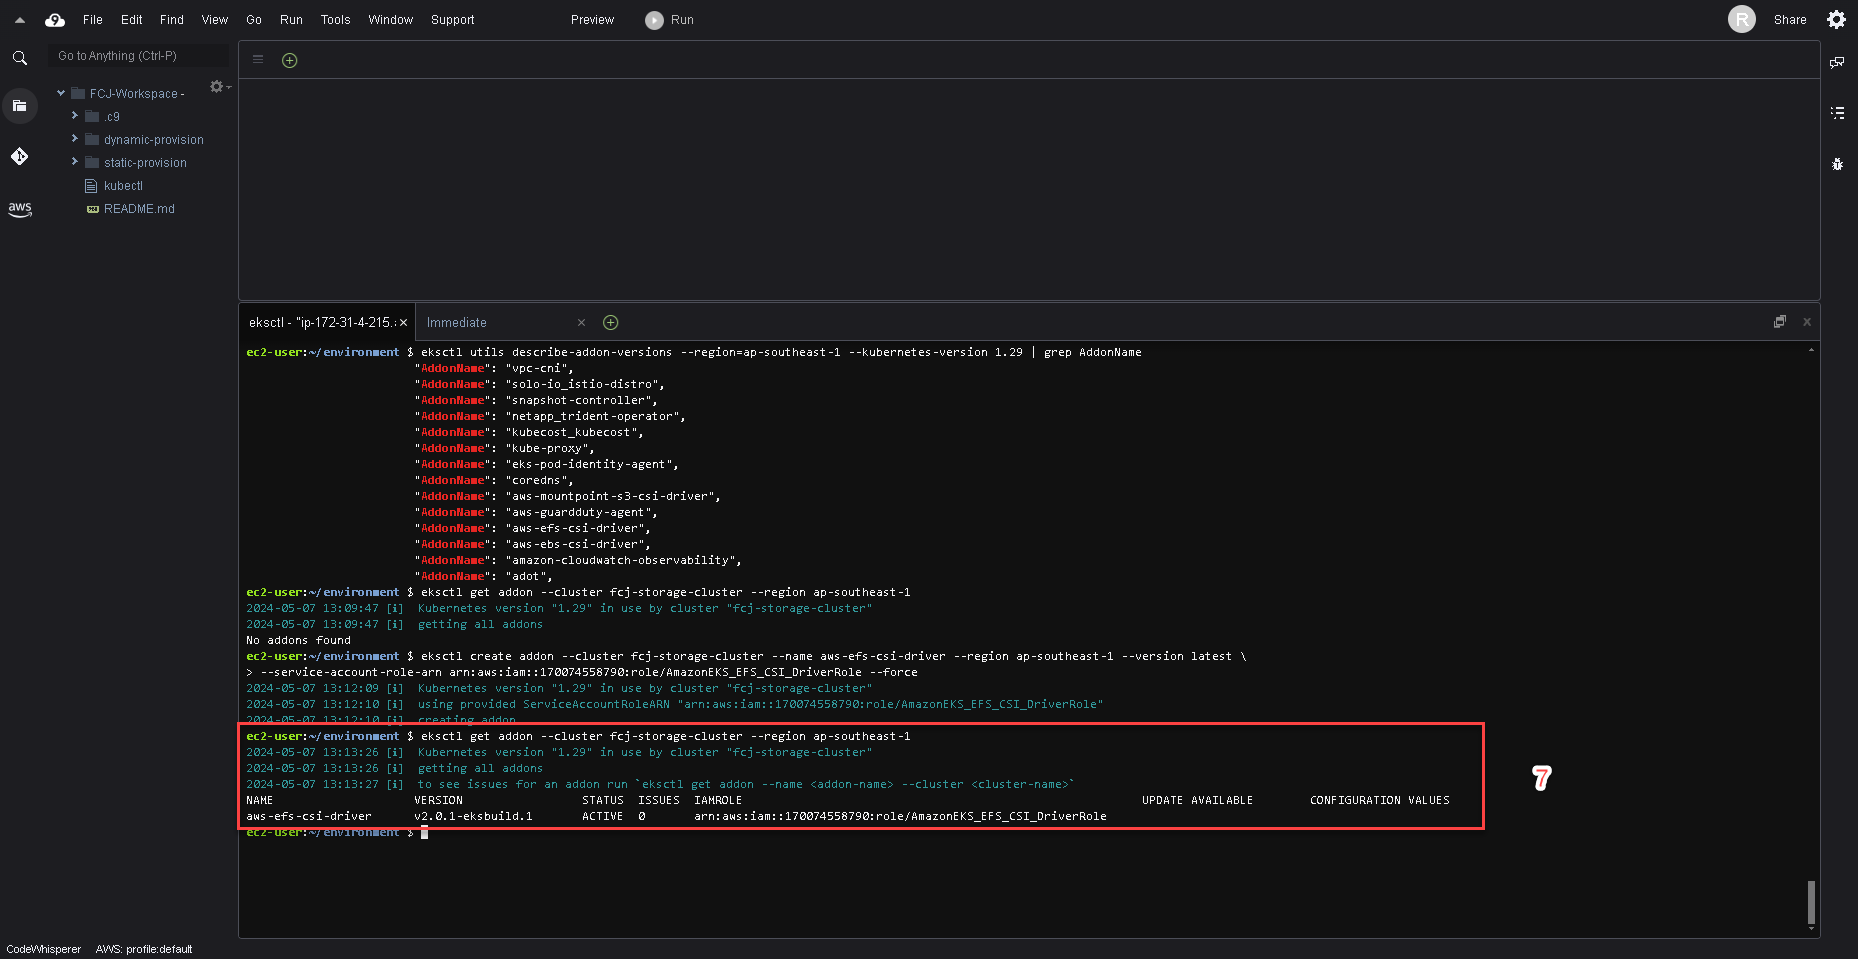 File Edit Find View Go Run Tools Window Support Preview Run R Share
Go to Anything (Ctrl-P)
FCJ-Workspace -
.c9
dynamic-provision
static-provision
kubectl
README.md
aws
eksctl - "ip-172-31-4-215.: × Immediate ×
ec2-user:~/environment $ eksctl utils describe-addon-versions --region=ap-southeast-1 --kubernetes-version 1.29 | grep AddonName
"AddonName": "vpc-cni",
"AddonName": "solo-io_istio-distro",
"AddonName": "snapshot-controller",
"AddonName": "netapp_trident-operator",
"AddonName": "kubecost_kubecost",
"AddonName": "kube-proxy",
"AddonName": "eks-pod-identity-agent",
"AddonName": "coredns",
"AddonName": "aws-mountpoint-s3-csi-driver",
"AddonName": "aws-guardduty-agent",
"AddonName": "aws-efs-csi-driver",
"AddonName": "aws-ebs-csi-driver",
"AddonName": "amazon-cloudwatch-observability",
"AddonName": "adot",
ec2-user:~/environment $ eksctl get addon --cluster fcj-storage-cluster --region ap-southeast-1
2024-05-07 13:09:47 [i] Kubernetes version "1.29" in use by cluster "fcj-storage-cluster"
2024-05-07 13:09:47 [i] getting all addons
No addons found
ec2-user:~/environment $ eksctl create addon --cluster fcj-storage-cluster --name aws-efs-csi-driver --region ap-southeast-1 --version latest \
> --service-account-role-arn arn:aws:iam::170074558790:role/AmazonEKS_EFS_CSI_DriverRole --force
2024-05-07 13:12:09 [i] Kubernetes version "1.29" in use by cluster "fcj-storage-cluster"
2024-05-07 13:12:10 [i] using provided ServiceAccountRoleARN "arn:aws:iam::170074558790:role/AmazonEKS_EFS_CSI_DriverRole"
2024-05-07 13:12:10 [i] creating addon
ec2-user:~/environment $ eksctl get addon --cluster fcj-storage-cluster --region ap-southeast-1
2024-05-07 13:13:26 [i] Kubernetes version "1.29" in use by cluster "fcj-storage-cluster"
2024-05-07 13:13:26 [i] getting all addons
2024-05-07 13:13:27 [i] to see issues for an addon run `eksctl get addon --name <addon-name> --cluster <cluster-name>`
NAME VERSION STATUS ISSUES IAMROLE UPDATE AVAILABLE CONFIGURATION VALUES
aws-efs-csi-driver v2.0.1-eksbuild.1 ACTIVE 0 arn:aws:iam::170074558790:role/AmazonEKS_EFS_CSI_DriverRole
ec2-user:~/environment $
7
CodeWhisperer AWS: profile:default